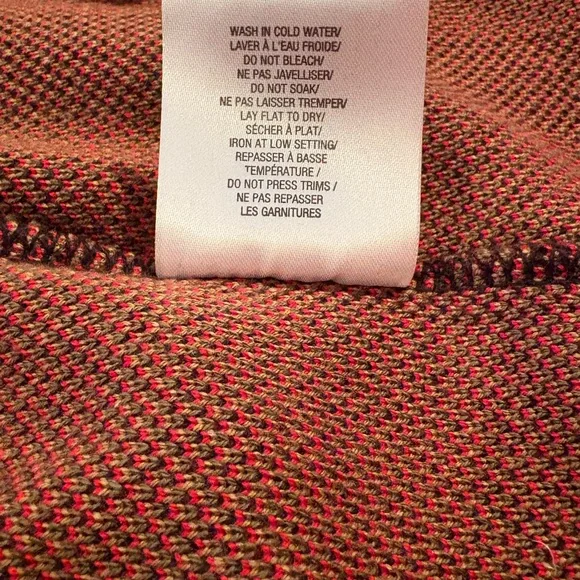 WASH IN COLD WATER/
LAVER À L'EAU FROIDE/
DO NOT BLEACH/
NE PAS JAVELLISER/
DO NOT SOAK/
NE PAS LAISSER TREMPER/
LAY FLAT TO DRY/
SÉCHER À PLAT/
IRON AT LOW SETTING/
REPASSER À BASSE
TEMPÉRATURE /
DO NOT PRESS TRIMS /
NE PAS REPASSER
LES GARNITURES